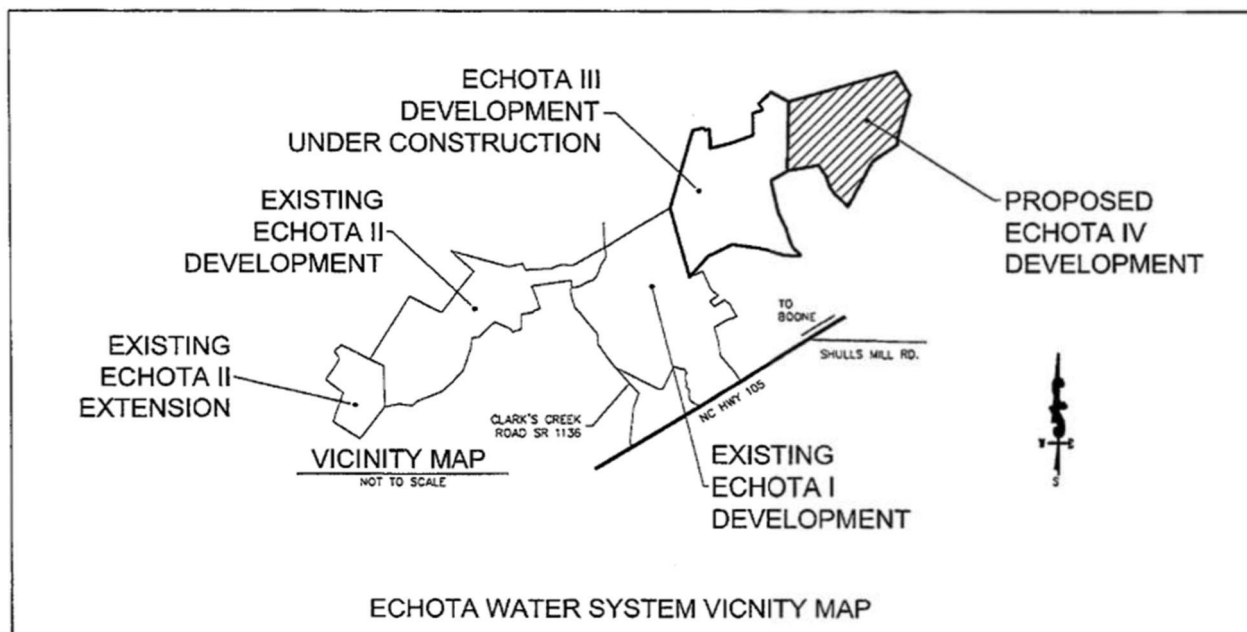 ECHOTA III
DEVELOPMENT
UNDER CONSTRUCTION
EXISTING
ECHOTA II
DEVELOPMENT
PROPOSED
ECHOTA IV
DEVELOPMENT
EXISTING
ECHOTA II
EXTENSION
TO
BOONE
SHULLS MILL RD.
NC HWY 105
CLARK'S CREEK
ROAD SR 1136
VICINITY MAP
NOT TO SCALE
EXISTING
ECHOTA I
DEVELOPMENT
E
S
ECHOTA WATER SYSTEM VICNITY MAP